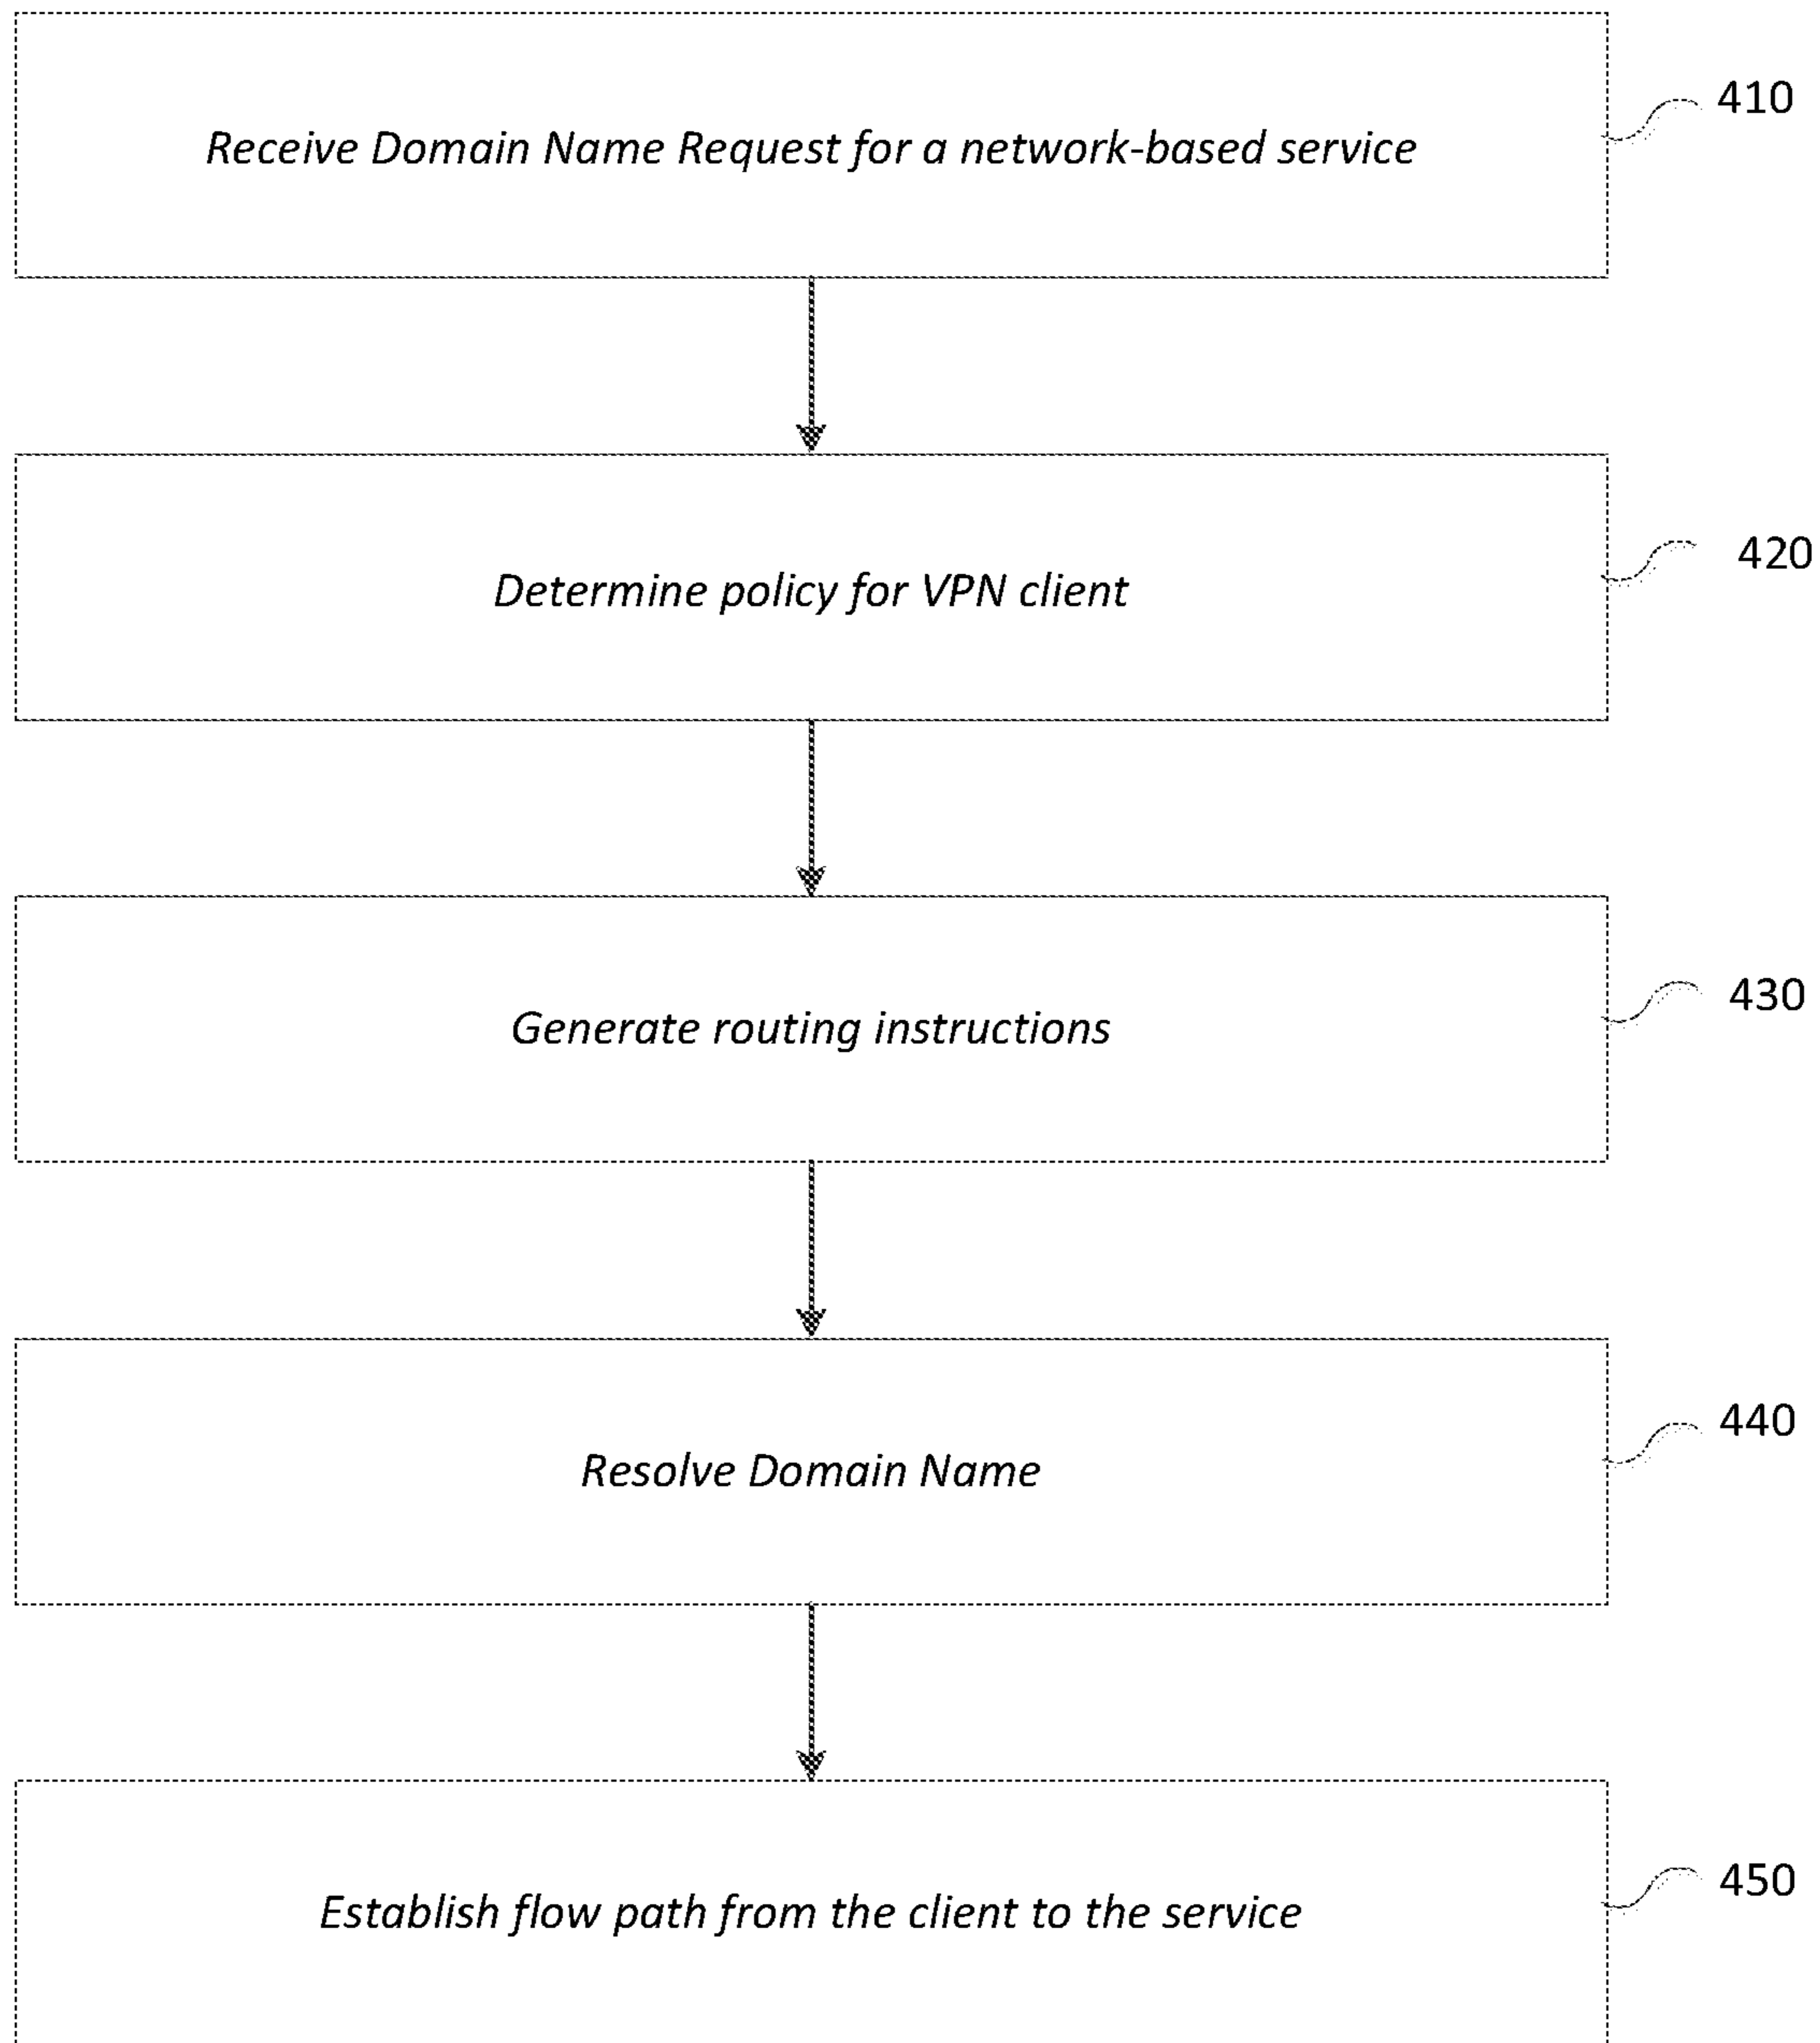 Receive Domain Name Request for a network-based service
410
Determine policy for VPN client
420
Generate routing instructions
430
Resolve Domain Name
440
Establish flow path from the client to the service
450